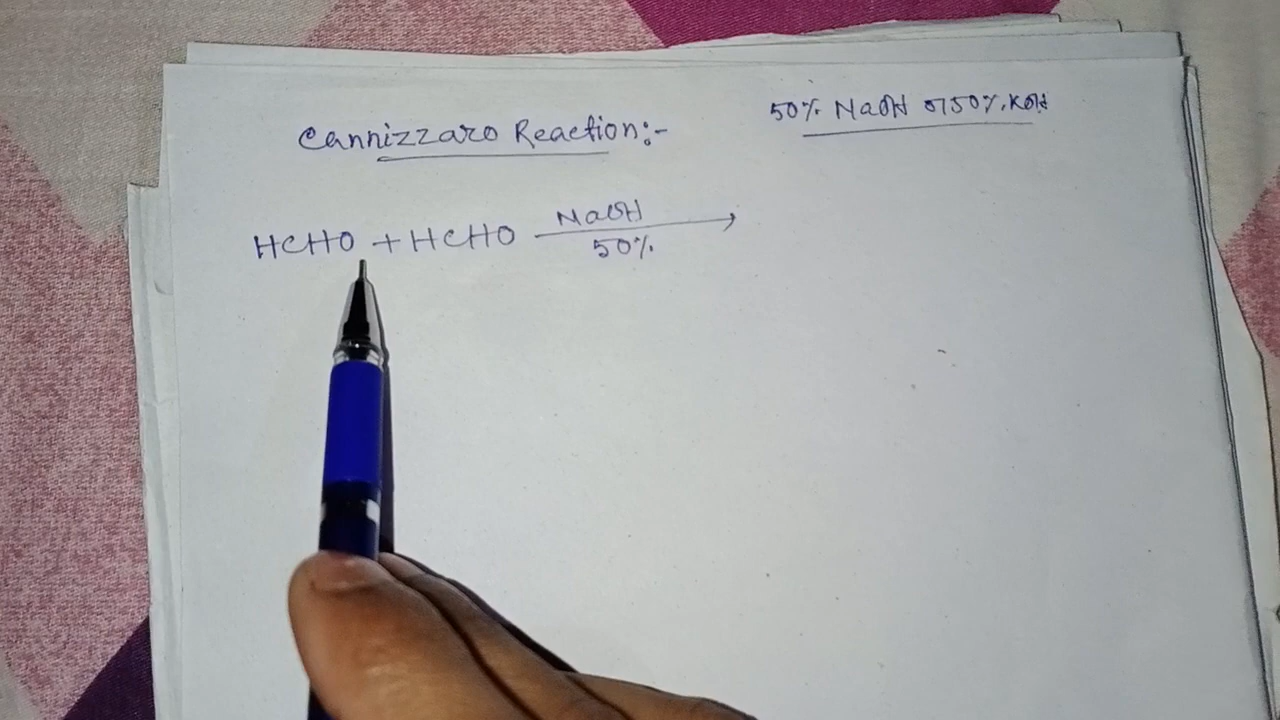 50% NaOH or 50% KOH
Cannizzaro Reaction:-
HCHO + HCHO NaOH
50%